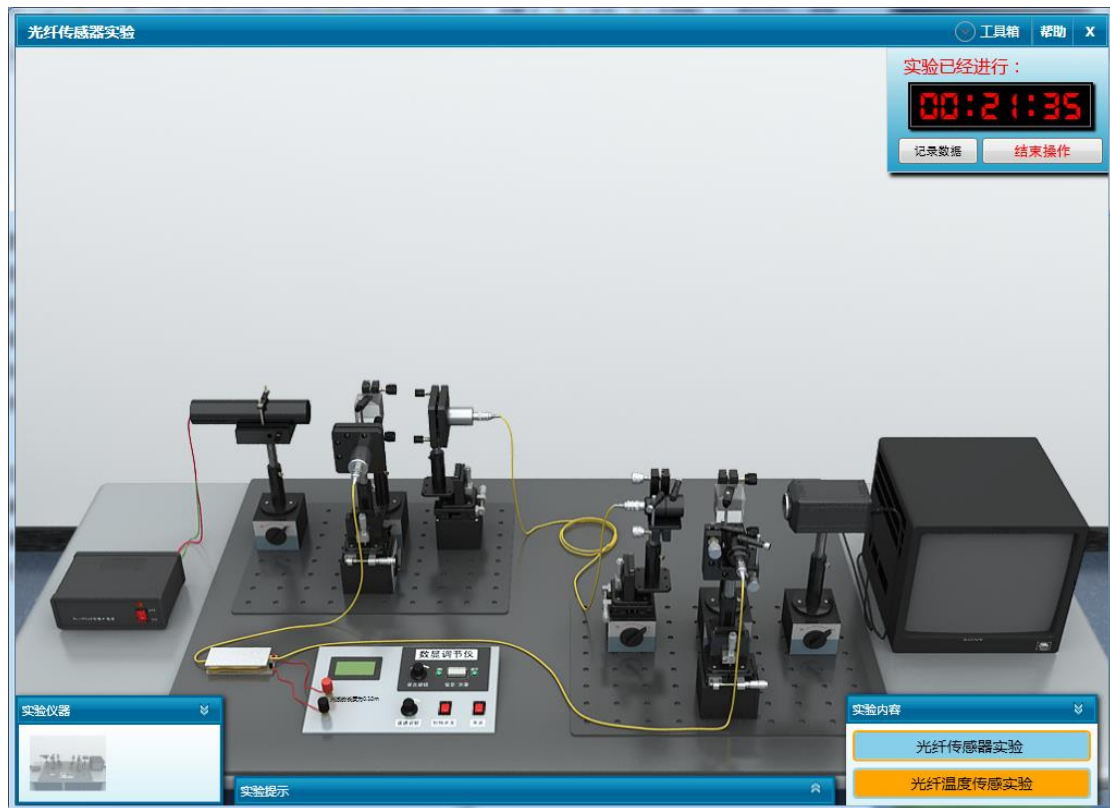 光纤传感器实验
工具箱 帮助 X
实验已经进行：
00:21:35
记录数据 结束操作
数显调节仪
SONY
实验仪器
实验提示
实验内容
光纤传感器实验
光纤温度传感实验